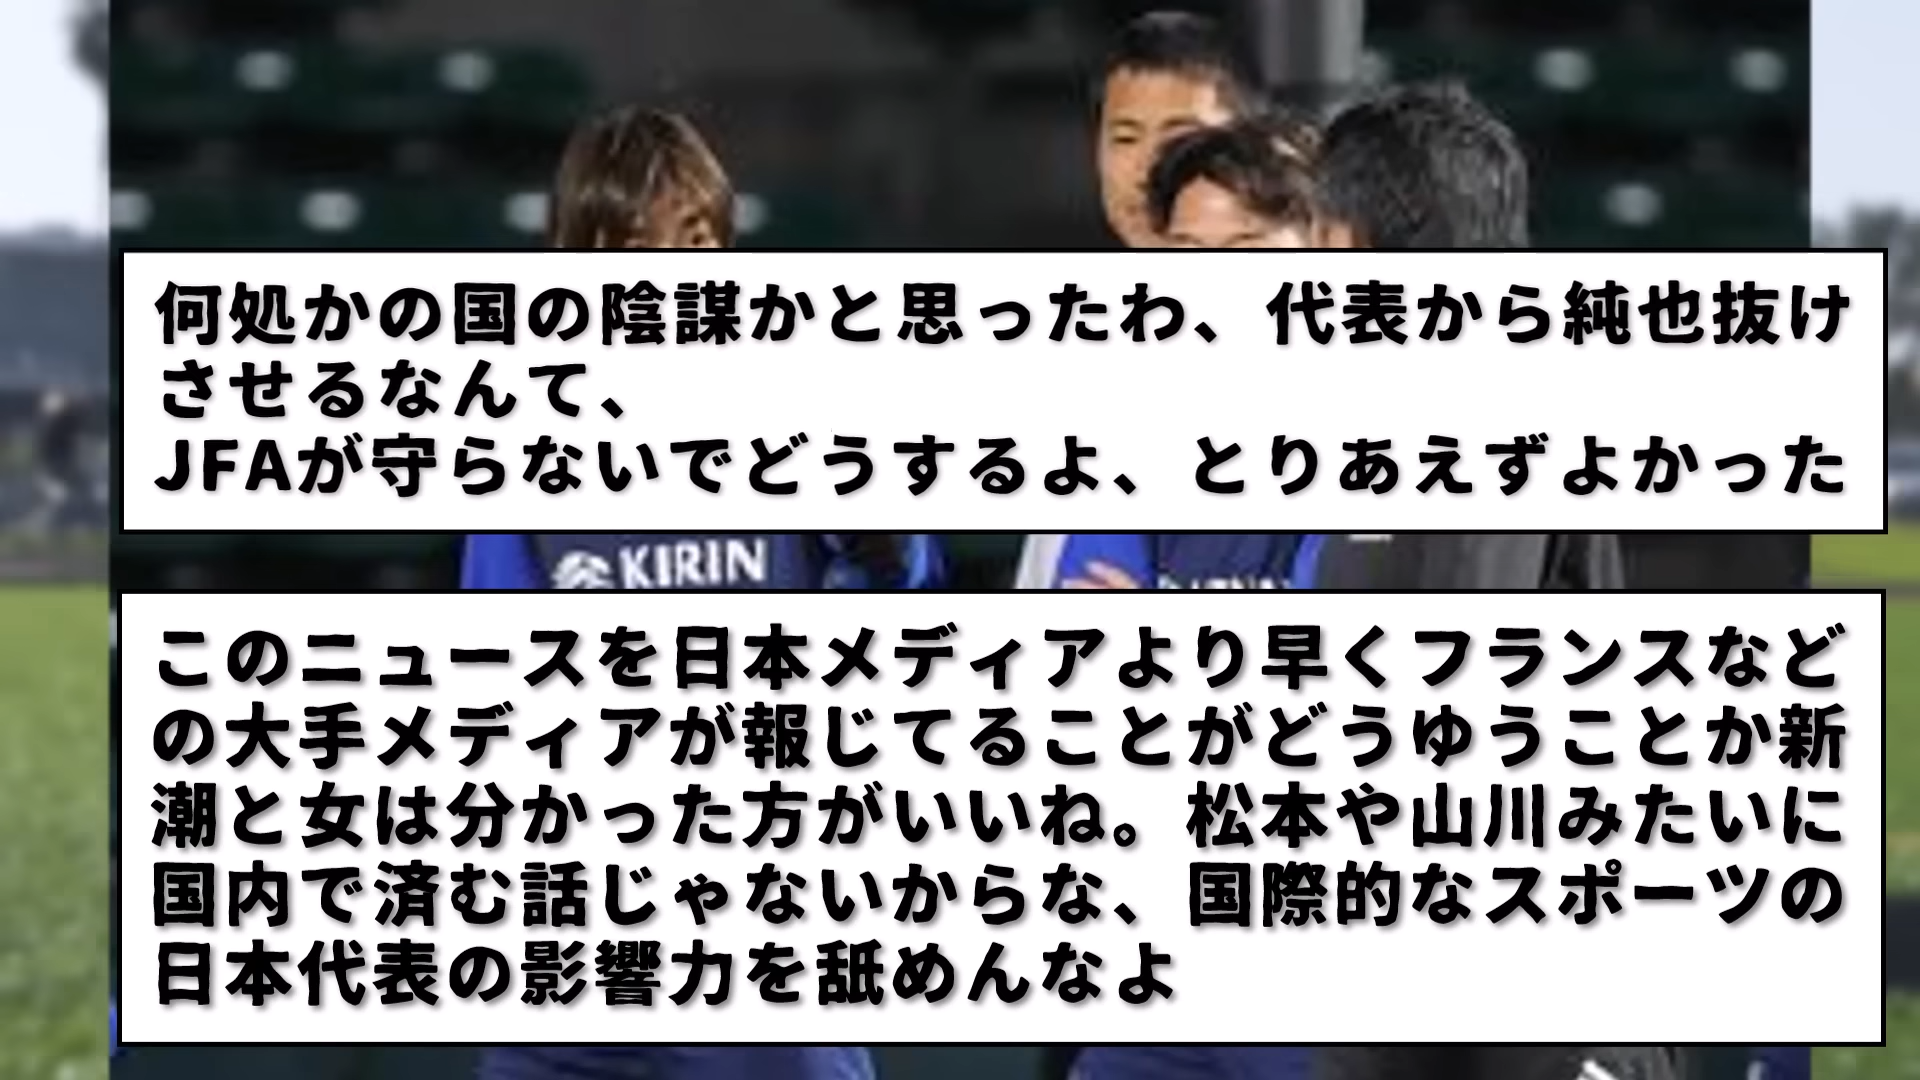 何処かの国の陰謀かと思ったわ、代表から純也抜け
させるなんて、
JFAが守らないでどうするよ、とりあえずよかった
KIRIN
このニュースを日本メディアより早くフランスなど
の大手メディアが報じてることがどうゆうことか新
潮と女は分かった方がいいね。松本や山川みたいに
国内で済む話じゃないからな、国際的なスポーツの
日本代表の影響力を舐めんなよ